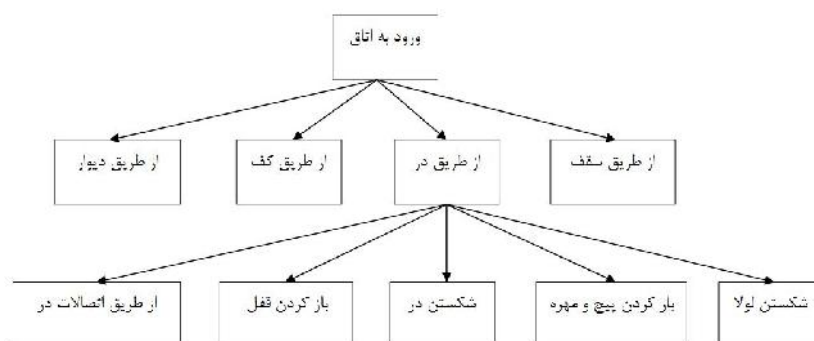 ورود به اتاق
از طریق سقف
از طریق در
از طریق کف
از طریق دیوار
شکستن لولا
باز کردن پیچ و مهره
شکستن در
باز کردن قفل
از طریق اتصالات در